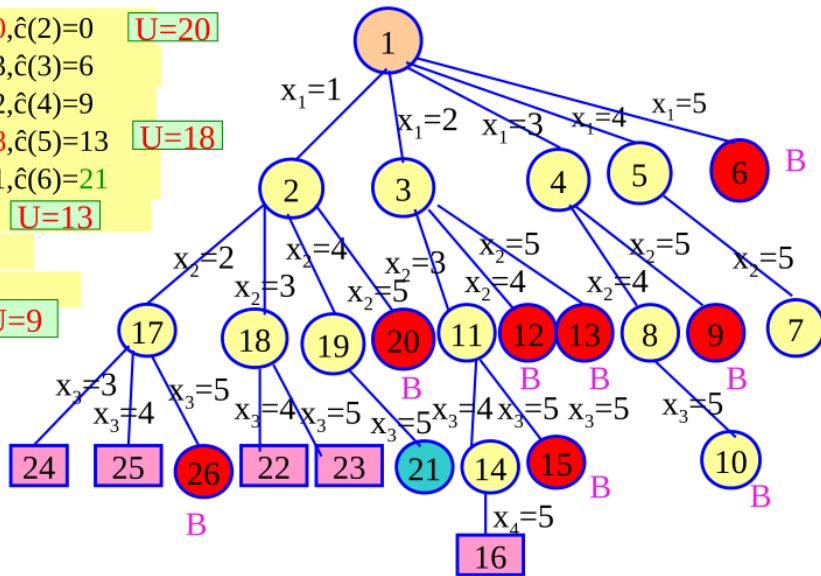 0,ĉ(2)=0 U=20
3,ĉ(3)=6
2,ĉ(4)=9
8,ĉ(5)=13 U=18
1,ĉ(6)=21
U=13
U=9
1
x₁=1 x₁=2 x₁=3 x₁=4 x₁=5
2 3 4 5 6 B
x₂=2 x₂=3 x₂=4 x₂=5 x₂=3 x₂=4 x₂=5 x₂=4 x₂=5 x₂=5
17 18 19 20 11 12 13 8 9 7
B B B B
x₃=3 x₃=4 x₃=5 x₃=4 x₃=5 x₃=5 x₃=4 x₃=5 x₃=5 x₃=5
24 25 26 22 23 21 14 15 10
B B B
x₄=5
16